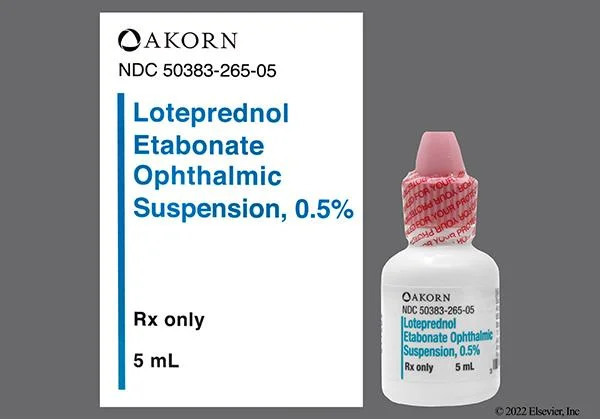 AKORN
NDC 50383-265-05
Loteprednol
Etabonate
Ophthalmic
Suspension, 0.5%
Rx only
5 mL
AKORN
NDC 50383-265-05
Loteprednol
Etabonate Ophthalmic
Suspension, 0.5%
Rx only 5 mL
© 2022 Elsevier, Inc